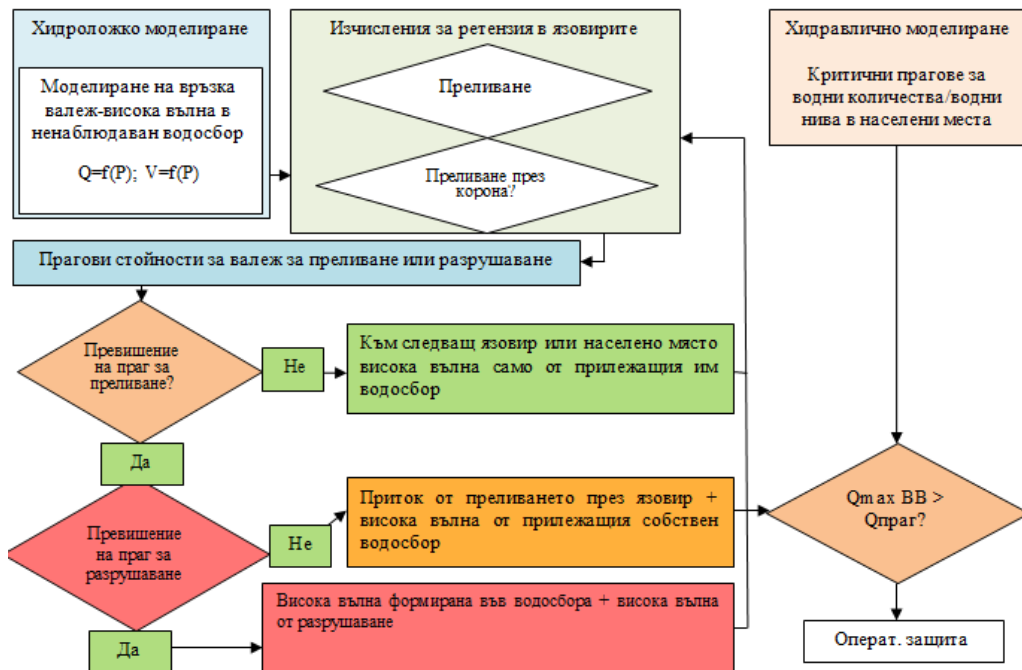 Хидроложко моделиране
Моделиране на връзка
валеж-висока вълна в
ненаблюдаван водосбор
Q=f(P); V=f(P)
Изчисления за ретензия в язовирите
Преливане
Преливане през
корона?
Хидравлично моделиране
Критични прагове за
водни количества/водни
нива в населени места
Прагови стойности за валеж за преливане или разрушаване
Превишение
на праг за
преливане?
Не
Към следващ язовир или населено място
висока вълна само от прилежащия им
водосбор
Да
Превишение
на праг за
разрушаване
Не
Приток от преливането през язовир +
висока вълна от прилежащия собствен
водосбор
Qmax ВВ >
Qпраг?
Да
Висока вълна формирана във водосбора + висока вълна
от разрушаване
Операт. защита